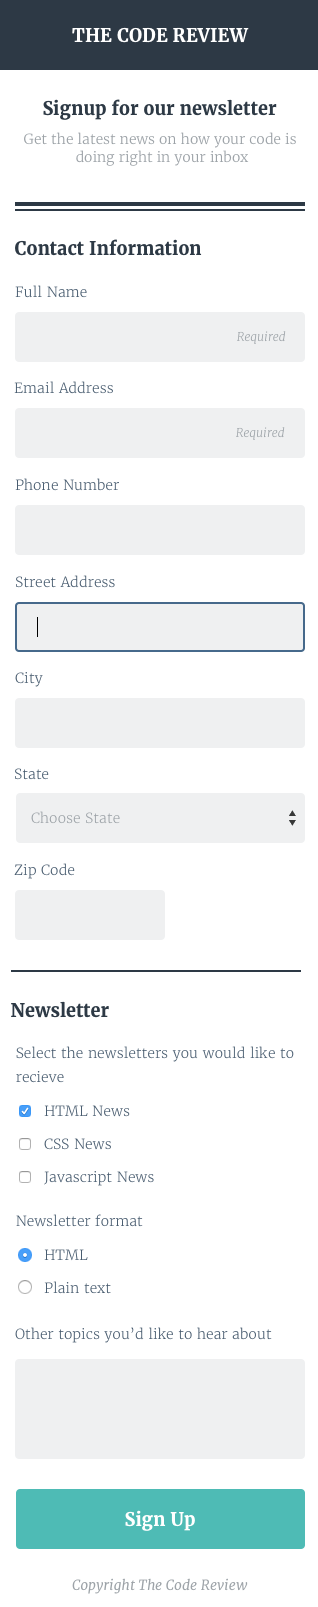 THE CODE REVIEW
Signup for our newsletter
Get the latest news on how your code is
doing right in your inbox
Contact Information
Full Name
Required
Email Address
Required
Phone Number
Street Address
City
State
Choose State
Zip Code
Newsletter
Select the newsletters you would like to
recieve
HTML News
CSS News
Javascript News
Newsletter format
HTML
Plain text
Other topics you’d like to hear about
Sign Up
Copyright The Code Review